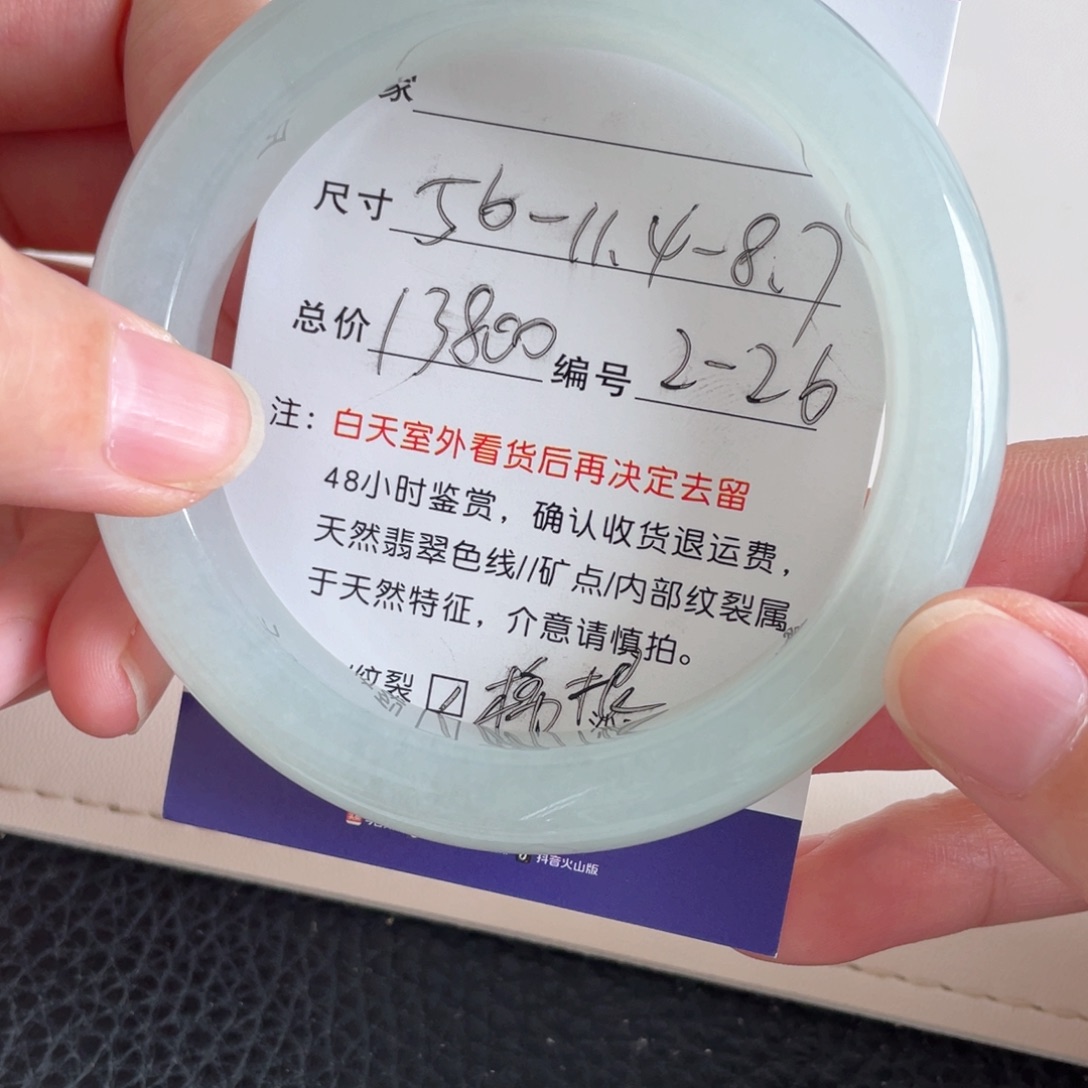 家
尺寸 56-11.4-8.7
总价 13800 编号 2-26
注：白天室外看货后再决定去留
48小时鉴赏，确认收货退运费，
天然翡翠色线//矿点/内部纹裂属
于天然特征，介意请慎拍。
纹裂
抖音火山版